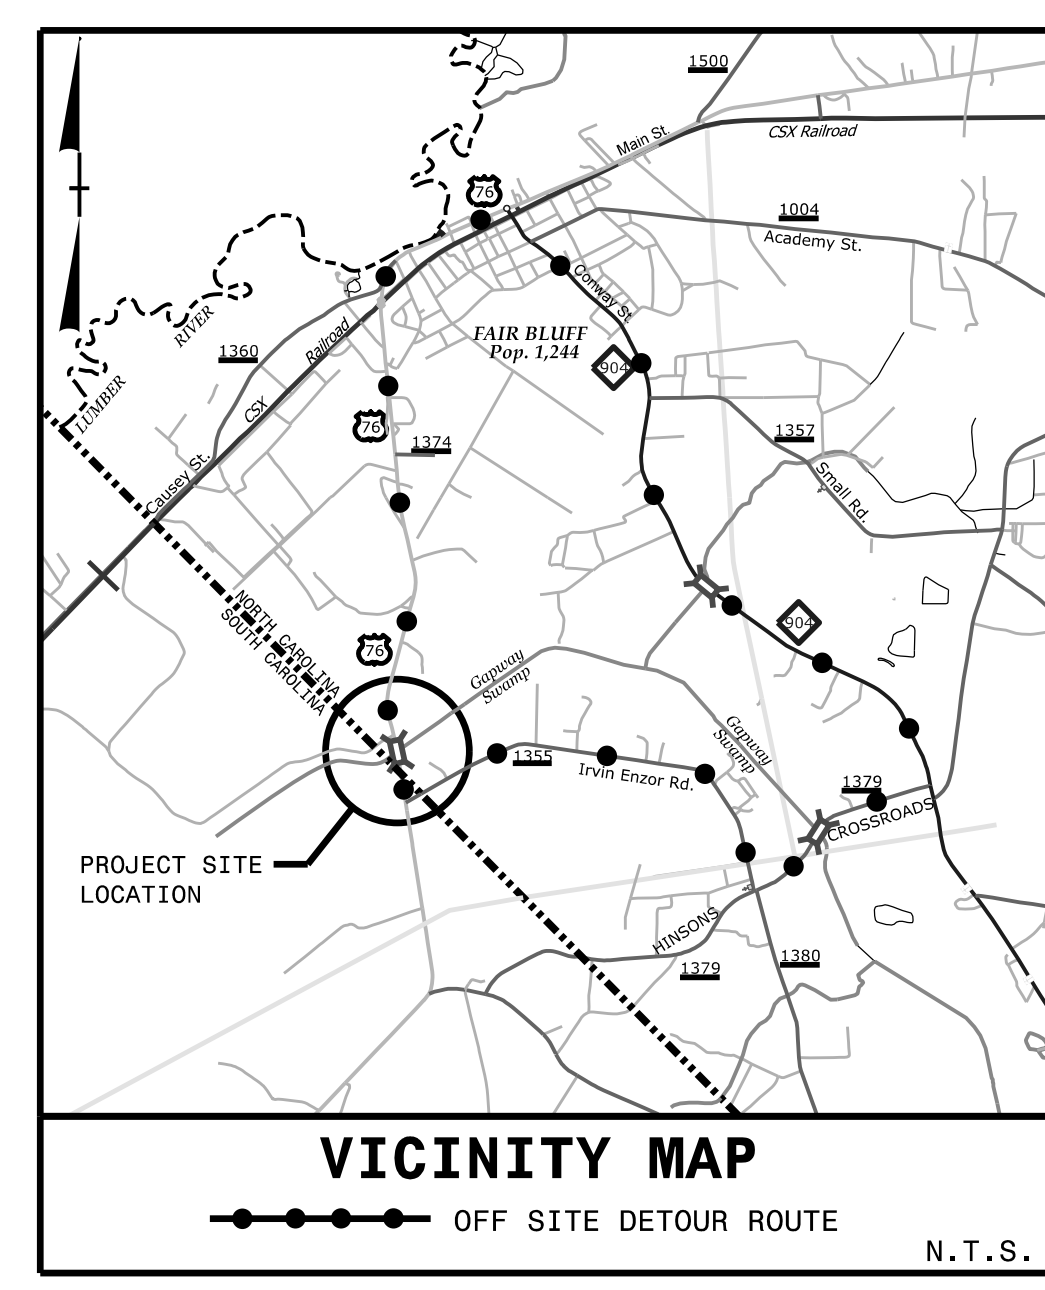 1500
Main St.
CSX Railroad
76
1004
Academy St.
Conway St.
RIVER
FAIR BLUFF
Pop. 1,244
1360
Railroad
904
LUMBER
CSX
76
1374
1357
Causey St.
Small Rd.
NORTH CAROLINA
SOUTH CAROLINA
904
76
Gapway
Swamp
Gapway
Swamp
1355
Irvin Enzor Rd.
1379
CROSSROADS
PROJECT SITE
LOCATION
HINSONS
1379
1380
VICINITY MAP
OFF SITE DETOUR ROUTE
N.T.S.